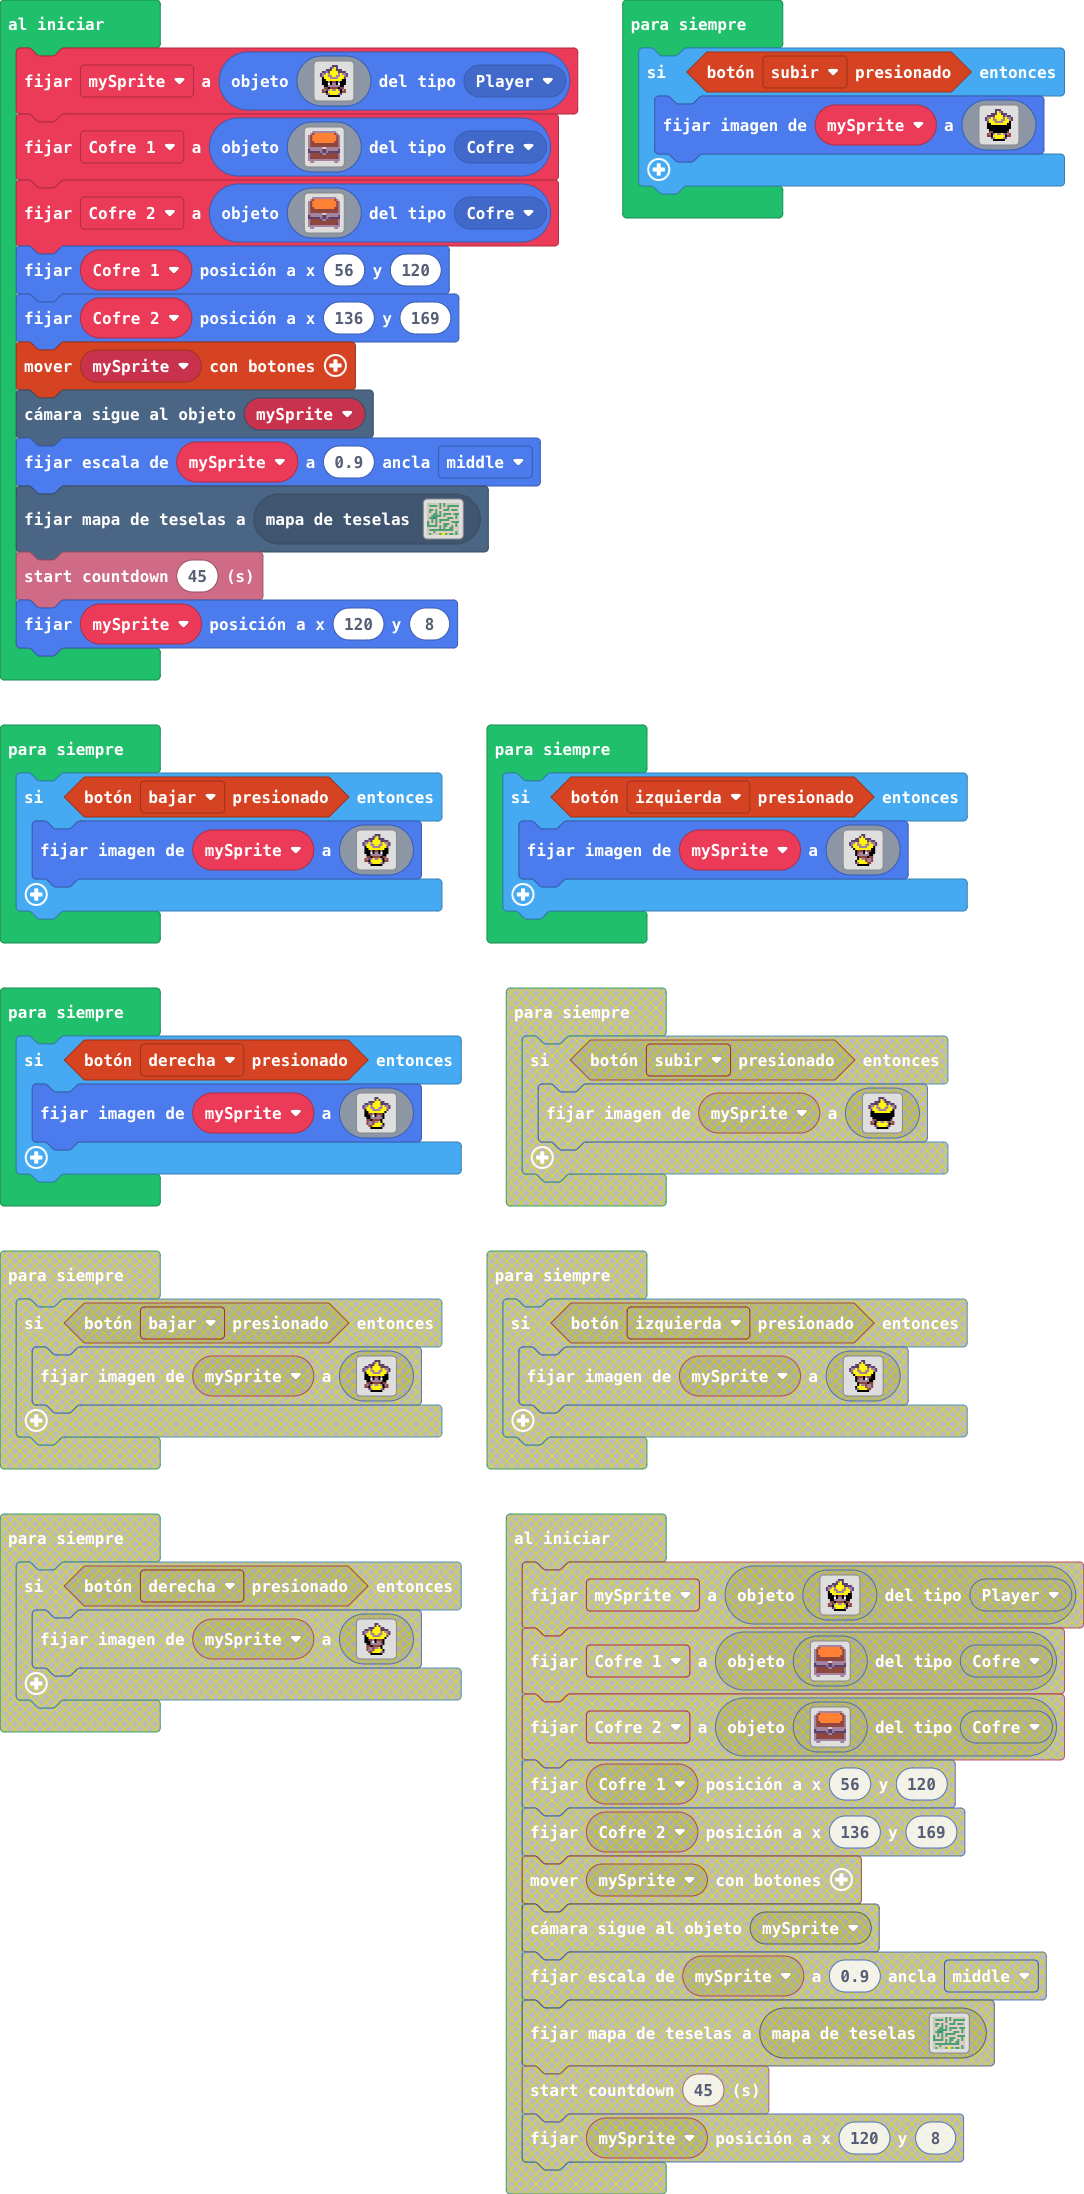 al iniciar
fijar mySprite a objeto del tipo Player
fijar Cofre 1 a objeto del tipo Cofre
fijar Cofre 2 a objeto del tipo Cofre
fijar Cofre 1 posición a x 56 y 120
fijar Cofre 2 posición a x 136 y 169
mover mySprite con botones
cámara sigue al objeto mySprite
fijar escala de mySprite a 0.9 ancla middle
fijar mapa de teselas a mapa de teselas
start countdown 45 (s)
fijar mySprite posición a x 120 y 8
para siempre
si botón subir presionado entonces
fijar imagen de mySprite a
para siempre
si botón bajar presionado entonces
fijar imagen de mySprite a
para siempre
si botón izquierda presionado entonces
fijar imagen de mySprite a
para siempre
si botón derecha presionado entonces
fijar imagen de mySprite a
para siempre
si botón subir presionado entonces
fijar imagen de mySprite a
para siempre
si botón bajar presionado entonces
fijar imagen de mySprite a
para siempre
si botón izquierda presionado entonces
fijar imagen de mySprite a
para siempre
si botón derecha presionado entonces
fijar imagen de mySprite a
al iniciar
fijar mySprite a objeto del tipo Player
fijar Cofre 1 a objeto del tipo Cofre
fijar Cofre 2 a objeto del tipo Cofre
fijar Cofre 1 posición a x 56 y 120
fijar Cofre 2 posición a x 136 y 169
mover mySprite con botones
cámara sigue al objeto mySprite
fijar escala de mySprite a 0.9 ancla middle
fijar mapa de teselas a mapa de teselas
start countdown 45 (s)
fijar mySprite posición a x 120 y 8